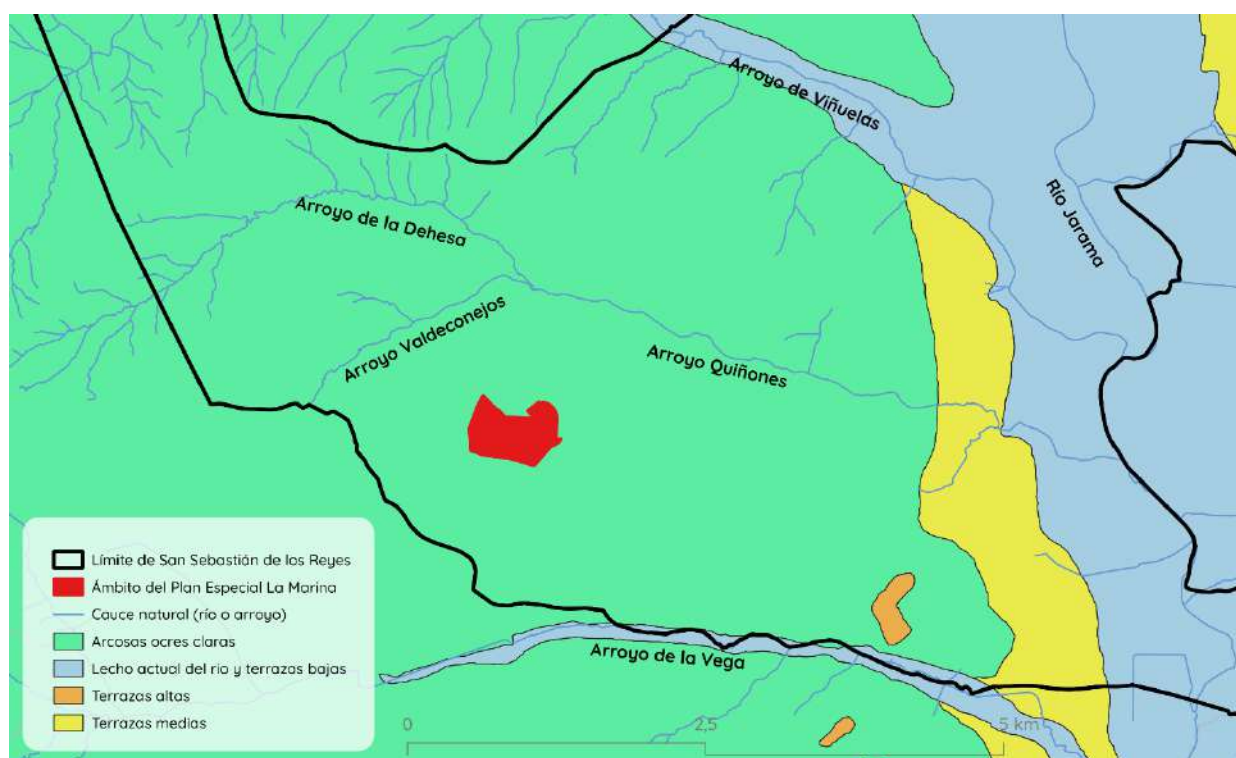 Arroyo de Viñuelas
Río Jarama
Arroyo de la Dehesa
Arroyo Valdeconejos
Arroyo Quiñones
Límite de San Sebastián de los Reyes
Ámbito del Plan Especial La Marina
Cauce natural (río o arroyo)
Arcosas ocres claras
Lecho actual del rio y terrazas bajas
Terrazas altas
Terrazas medias
Arroyo de la Vega
0 2,5 5 km